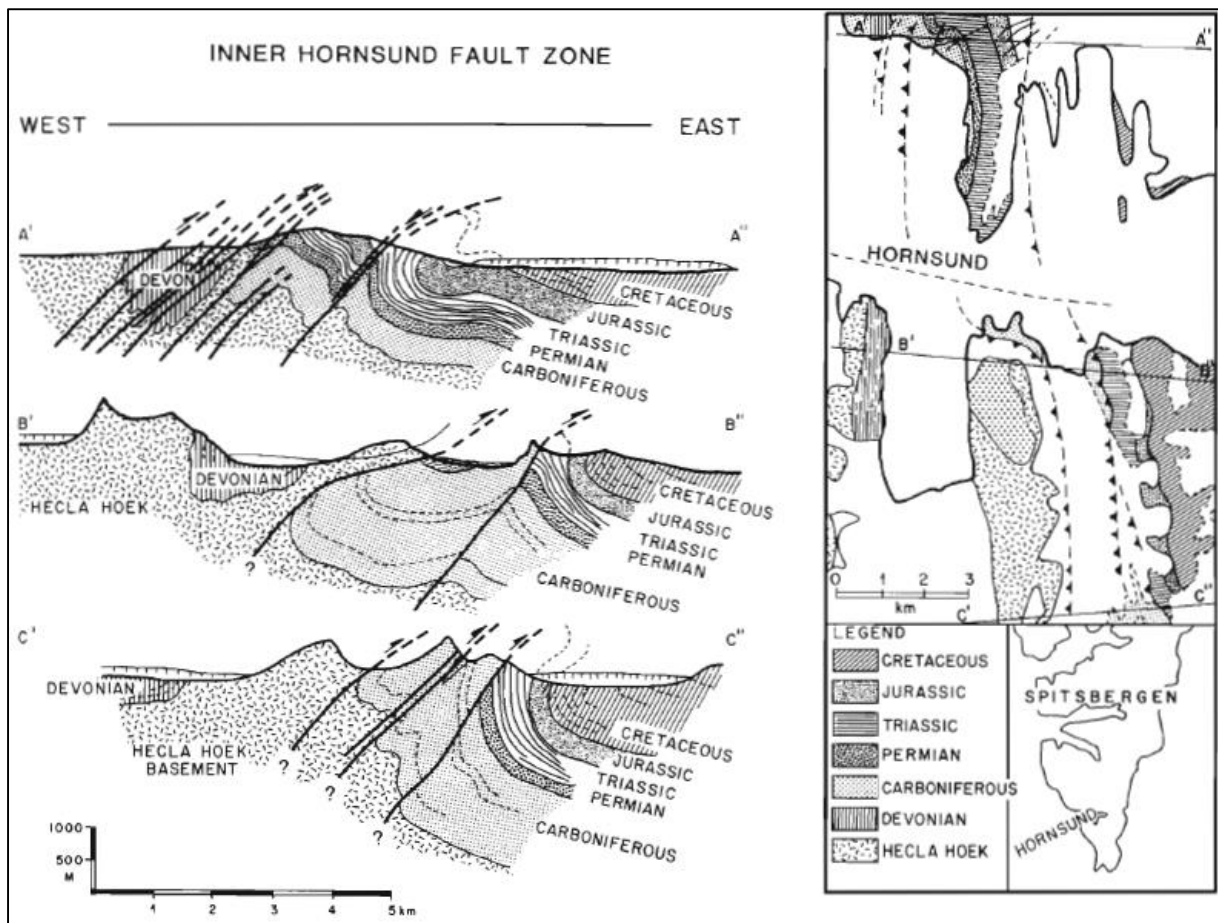 INNER HORNSUND FAULT ZONE
WEST
EAST
A'
A"
DEVON
CRETACEOUS
JURASSIC
TRIASSIC
PERMIAN
CARBONIFEROUS
B'
B"
DEVONIAN
HECLA HOEK
CRETACEOUS
JURASSIC
TRIASSIC
PERMIAN
?
CARBONIFEROUS
C'
C"
DEVONIAN
HECLA HOEK
BASEMENT
CRETACEOUS
JURASSIC
TRIASSIC
PERMIAN
?
?
?
CARBONIFEROUS
1000
500
M
1 2 3 4 5 km
A
A"
HORNSUND
B'
B"
0 1 2 3
km
C'
C"
LEGEND
CRETACEOUS
JURASSIC
TRIASSIC
PERMIAN
CARBONIFEROUS
DEVONIAN
HECLA HOEK
SPITSBERGEN
HORNSUND